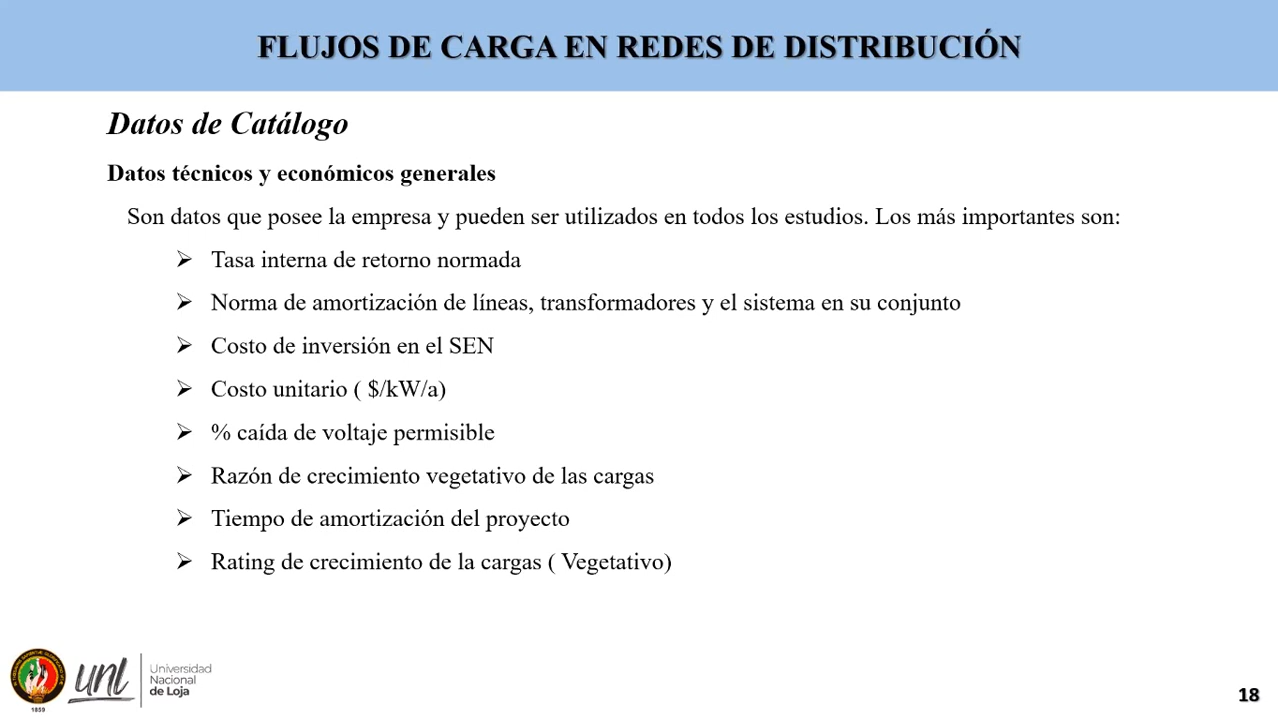 FLUJOS DE CARGA EN REDES DE DISTRIBUCIÓN
Datos de Catálogo
Datos técnicos y económicos generales
Son datos que posee la empresa y pueden ser utilizados en todos los estudios. Los más importantes son:
➢ Tasa interna de retorno normada
➢ Norma de amortización de líneas, transformadores y el sistema en su conjunto
➢ Costo de inversión en el SEN
➢ Costo unitario ( $/kW/a)
➢ % caída de voltaje permisible
➢ Razón de crecimiento vegetativo de las cargas
➢ Tiempo de amortización del proyecto
➢ Rating de crecimiento de la cargas ( Vegetativo)
1859
unl
Universidad
Nacional
de Loja
18